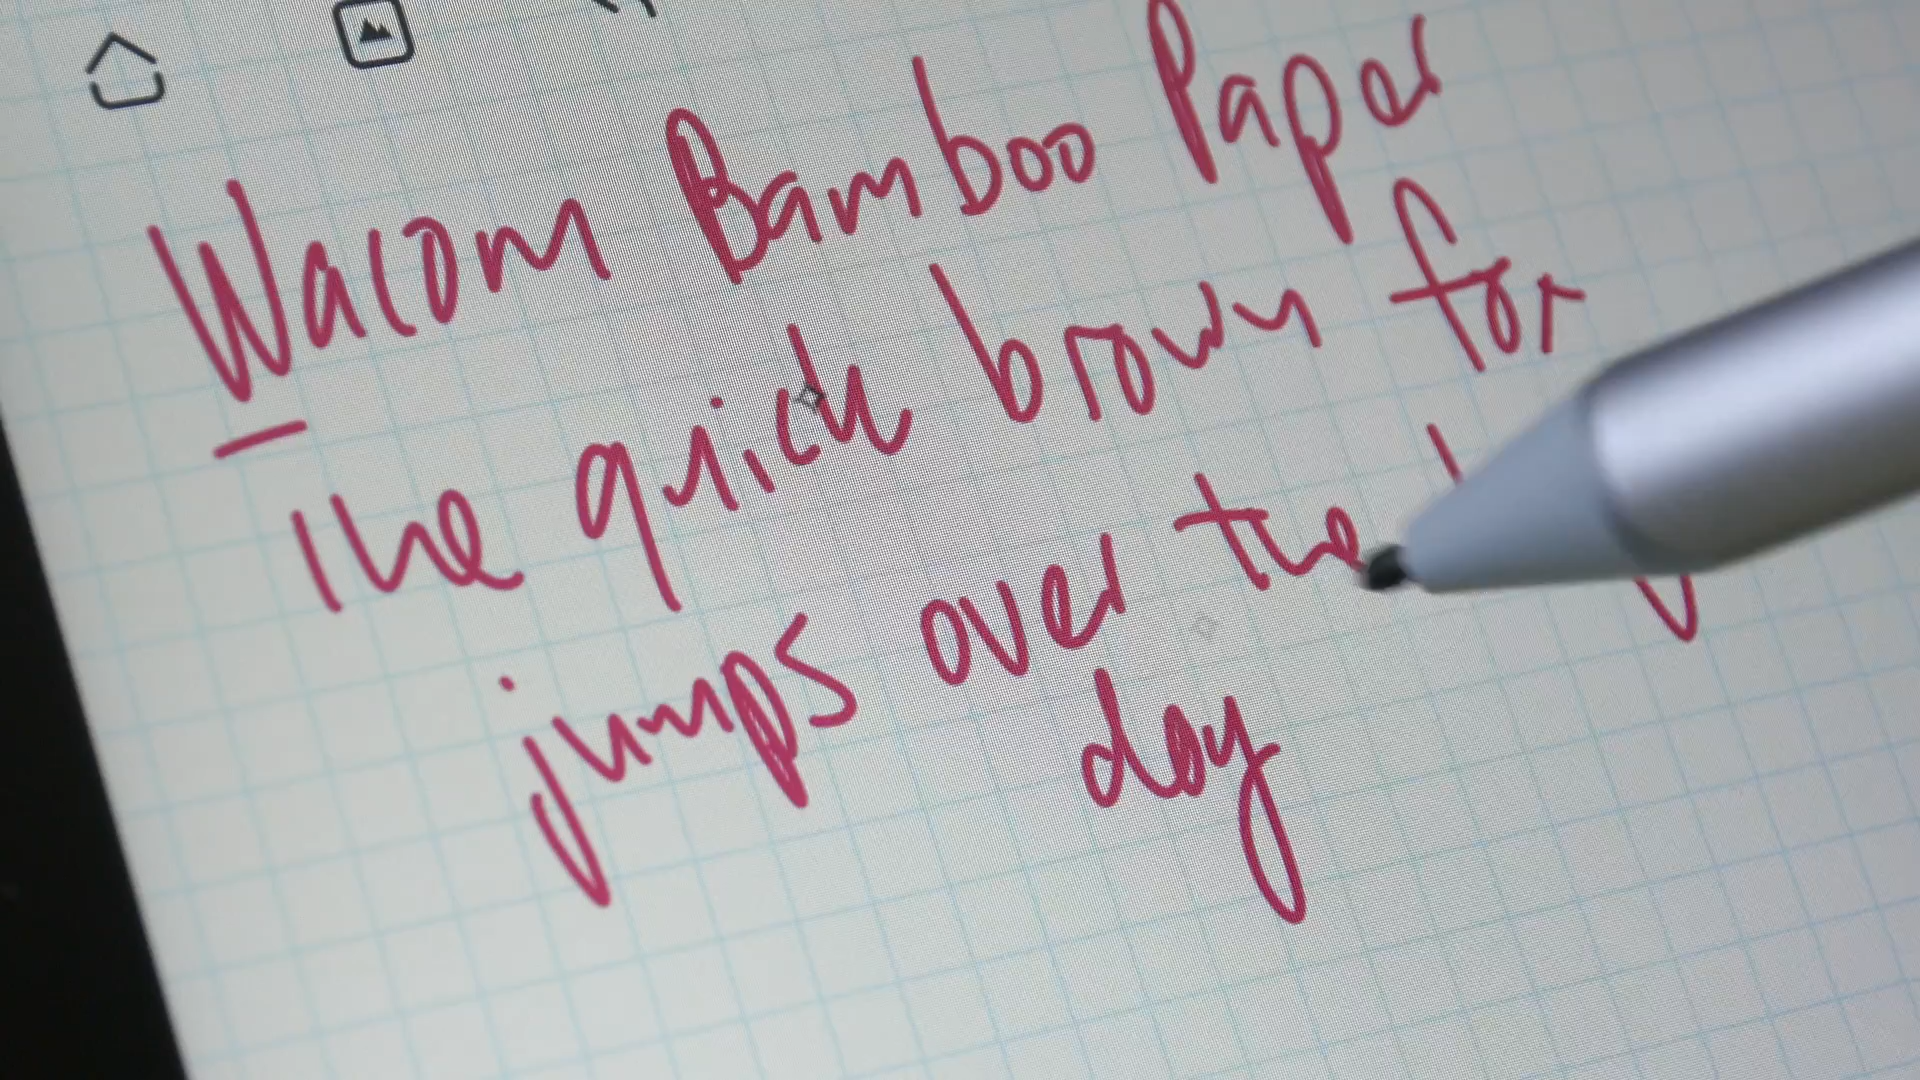 Wacom Bamboo Paper
The quick brown fox
jumps over the
dog